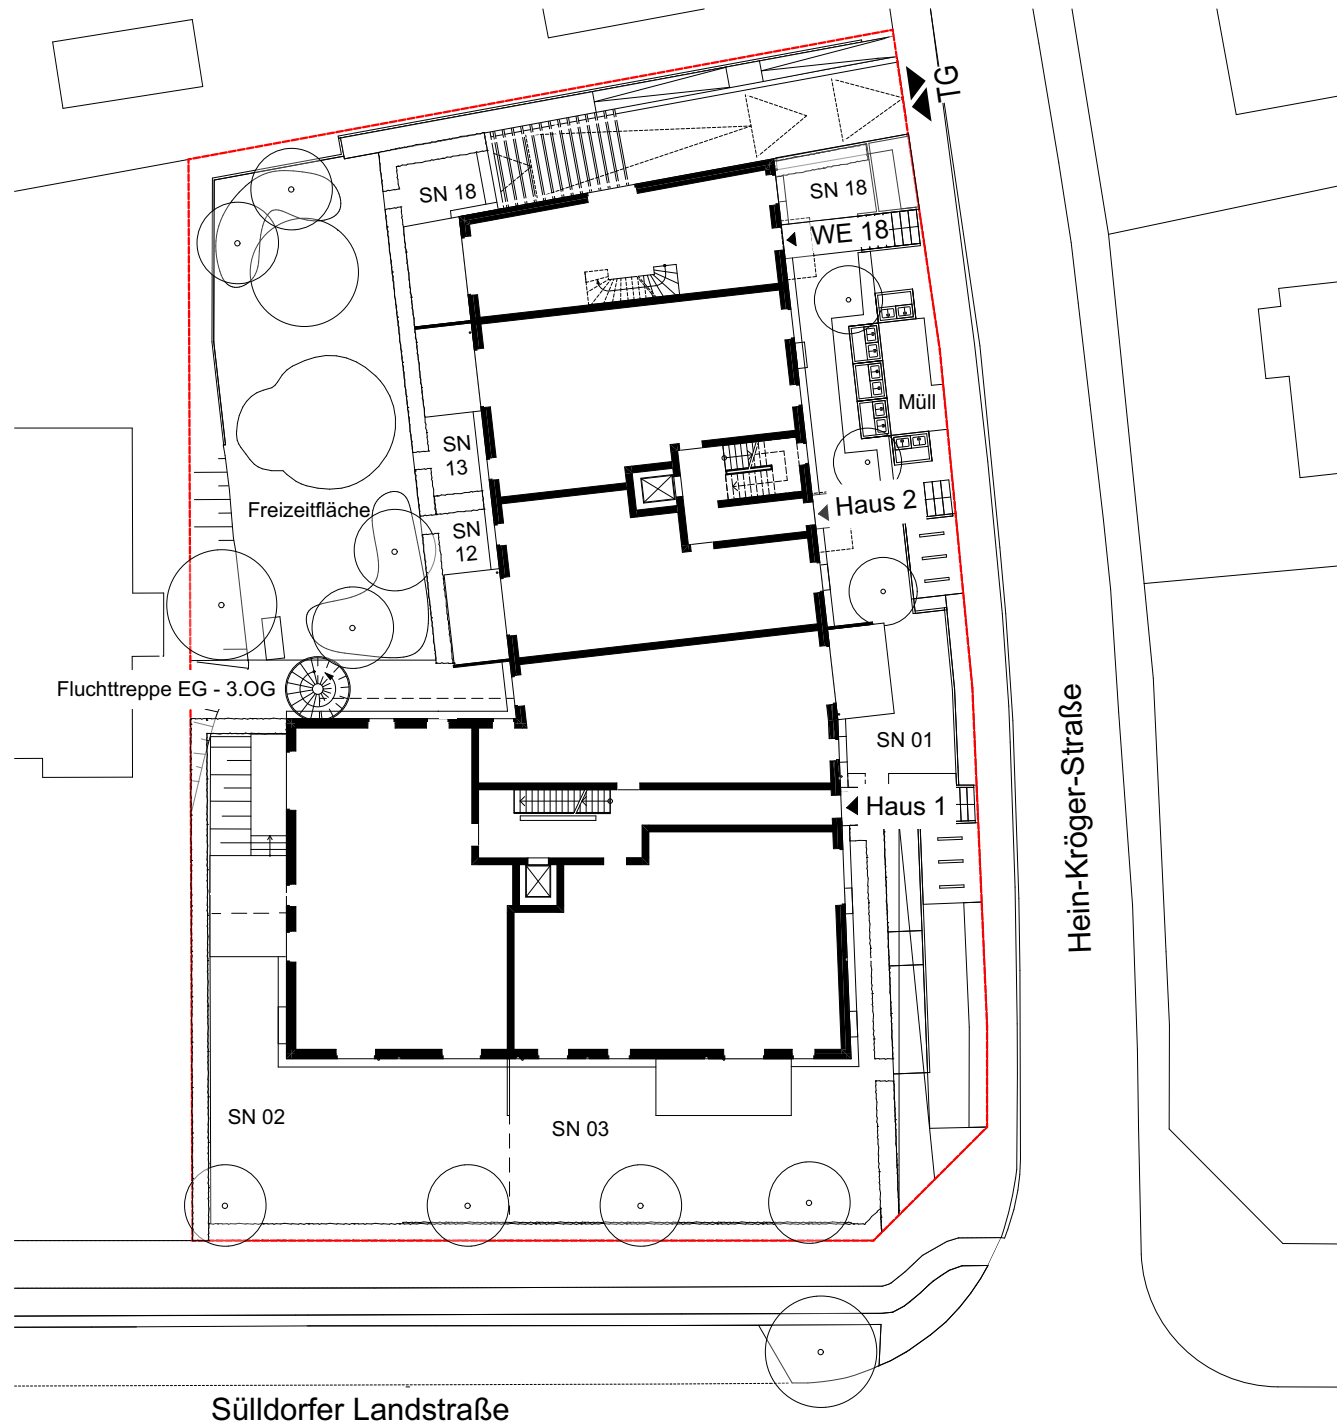 TG
SN 18
SN 18
WE 18
Müll
SN
13
Haus 2
Freizeitfläche
SN
12
Fluchttreppe EG - 3.OG
SN 01
Haus 1
Hein-Kröger-Straße
SN 02
SN 03
Sülldorfer Landstraße